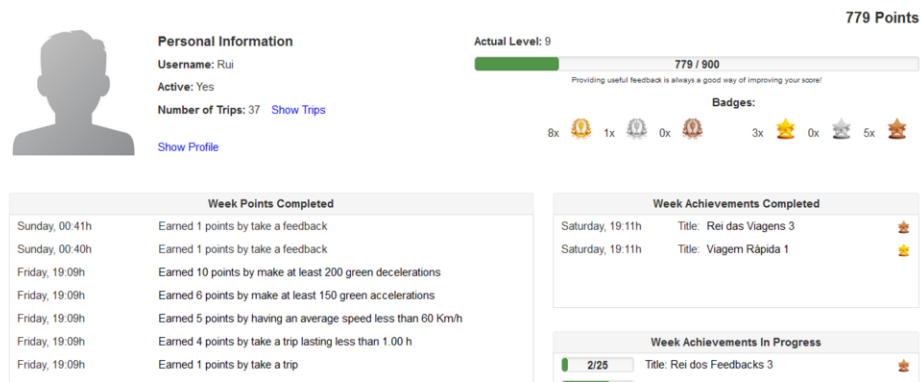 779 Points
Personal Information
Username: Rui
Active: Yes
Number of Trips: 37 Show Trips
Show Profile
Actual Level: 9
779 / 900
Providing useful feedback is always a good way of improving your score!
Badges:
8x 1x 0x 3x 0x 5x
Week Points Completed
Sunday, 00:41h Earned 1 points by take a feedback
Sunday, 00:40h Earned 1 points by take a feedback
Friday, 19:09h Earned 10 points by make at least 200 green decelerations
Friday, 19:09h Earned 6 points by make at least 150 green accelerations
Friday, 19:09h Earned 5 points by having an average speed less than 60 Km/h
Friday, 19:09h Earned 4 points by take a trip lasting less than 1.00 h
Friday, 19:09h Earned 1 points by take a trip
Week Achievements Completed
Saturday, 19:11h Title: Rei das Viagens 3
Saturday, 19:11h Title: Viagem Rápida 1
Week Achievements In Progress
2/25 Title: Rei dos Feedbacks 3